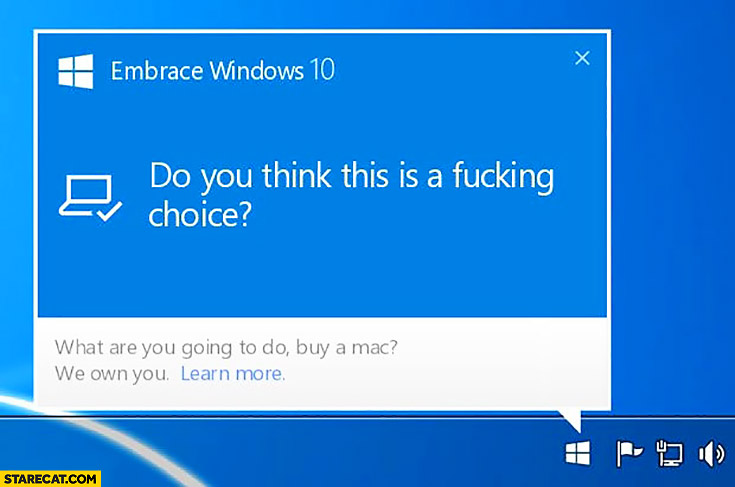 Embrace Windows 10
Do you think this is a fucking
choice?
What are you going to do, buy a mac?
We own you. Learn more.
STARECAT.COM